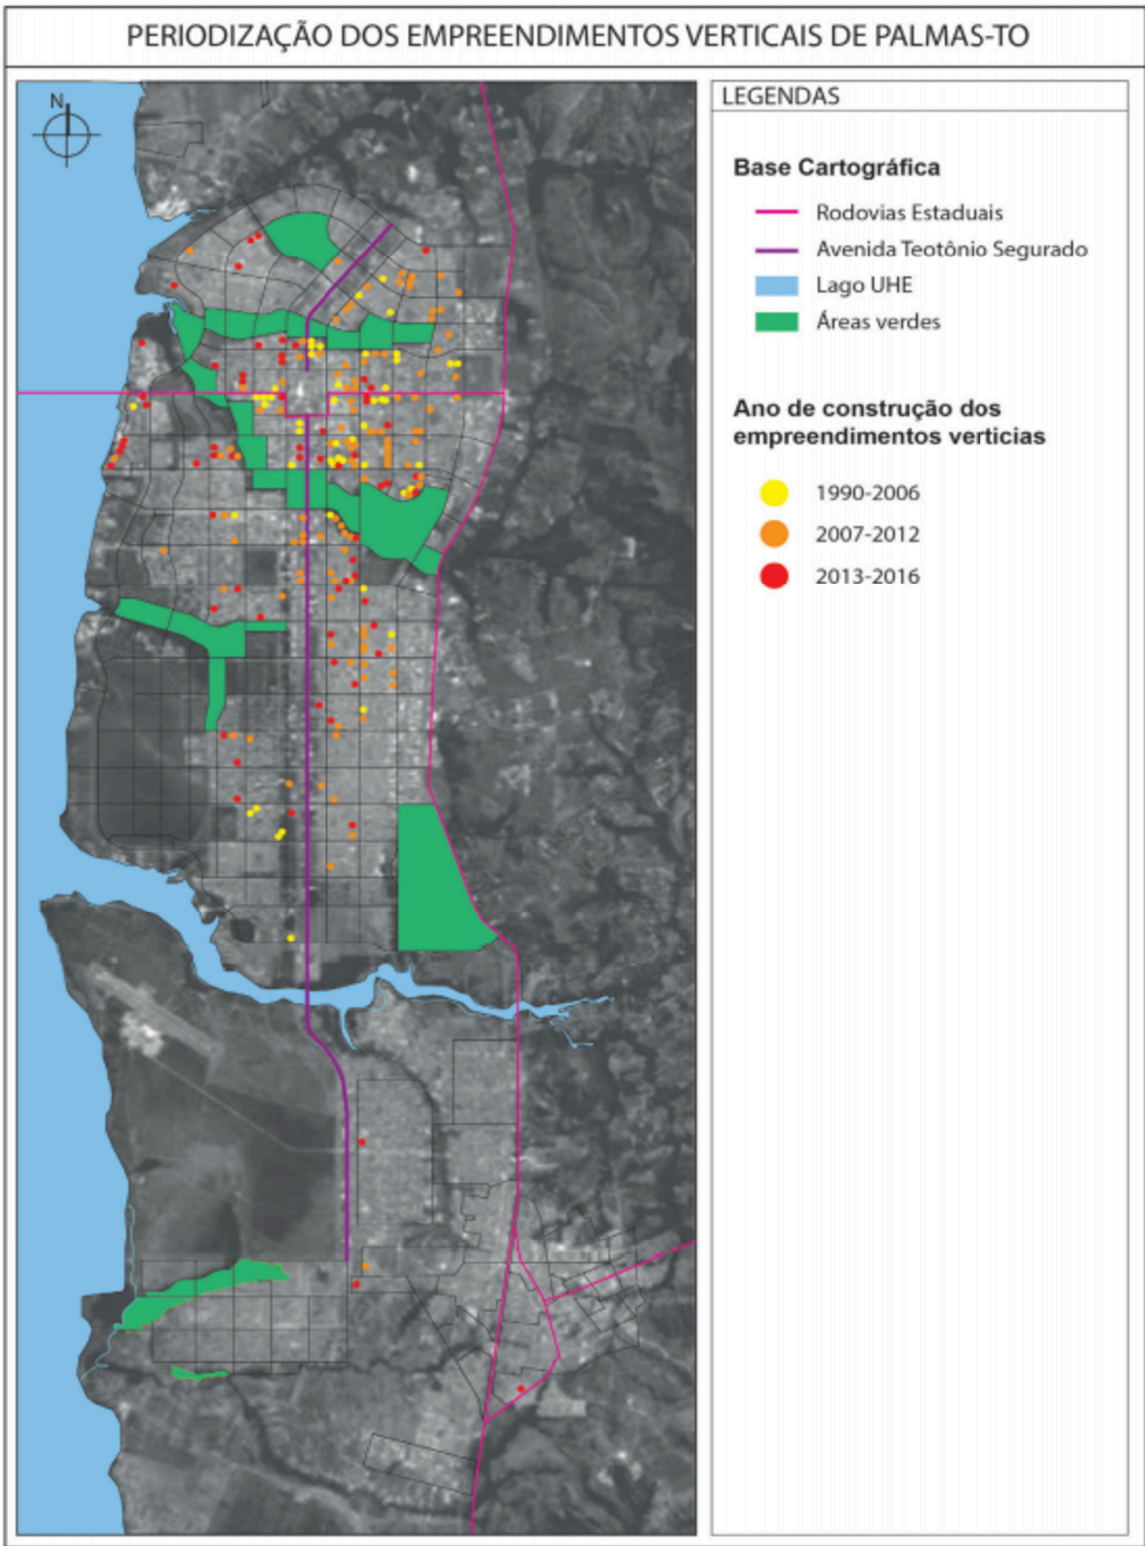 PERIODIZAÇÃO DOS EMPREENDIMENTOS VERTICAIS DE PALMAS-TO
N
LEGENDAS
Base Cartográfica
Rodovias Estaduais
Avenida Teotônio Segurado
Lago UHE
Áreas verdes
Ano de construção dos
empreendimentos verticias
1990-2006
2007-2012
2013-2016